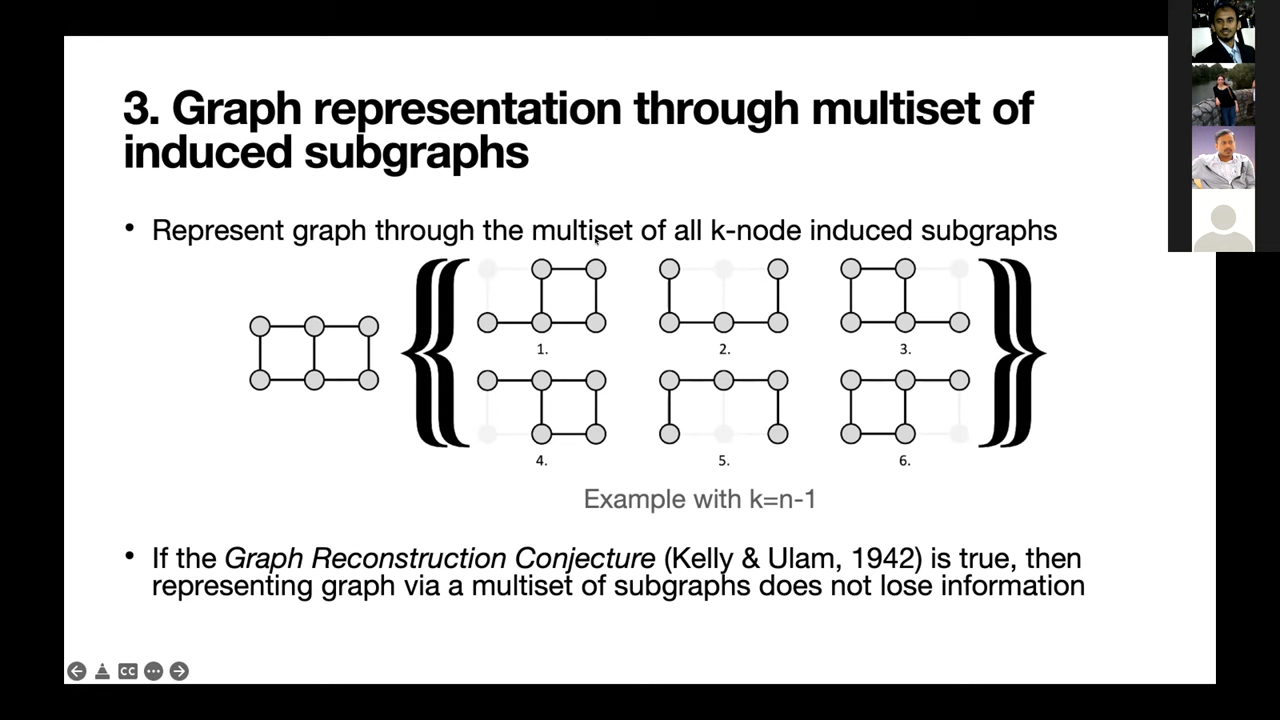 3. Graph representation through multiset of
induced subgraphs
• Represent graph through the multiset of all k-node induced subgraphs
1.
2.
3.
4.
5.
6.
Example with k=n-1
• If the Graph Reconstruction Conjecture (Kelly & Ulam, 1942) is true, then
representing graph via a multiset of subgraphs does not lose information
CC